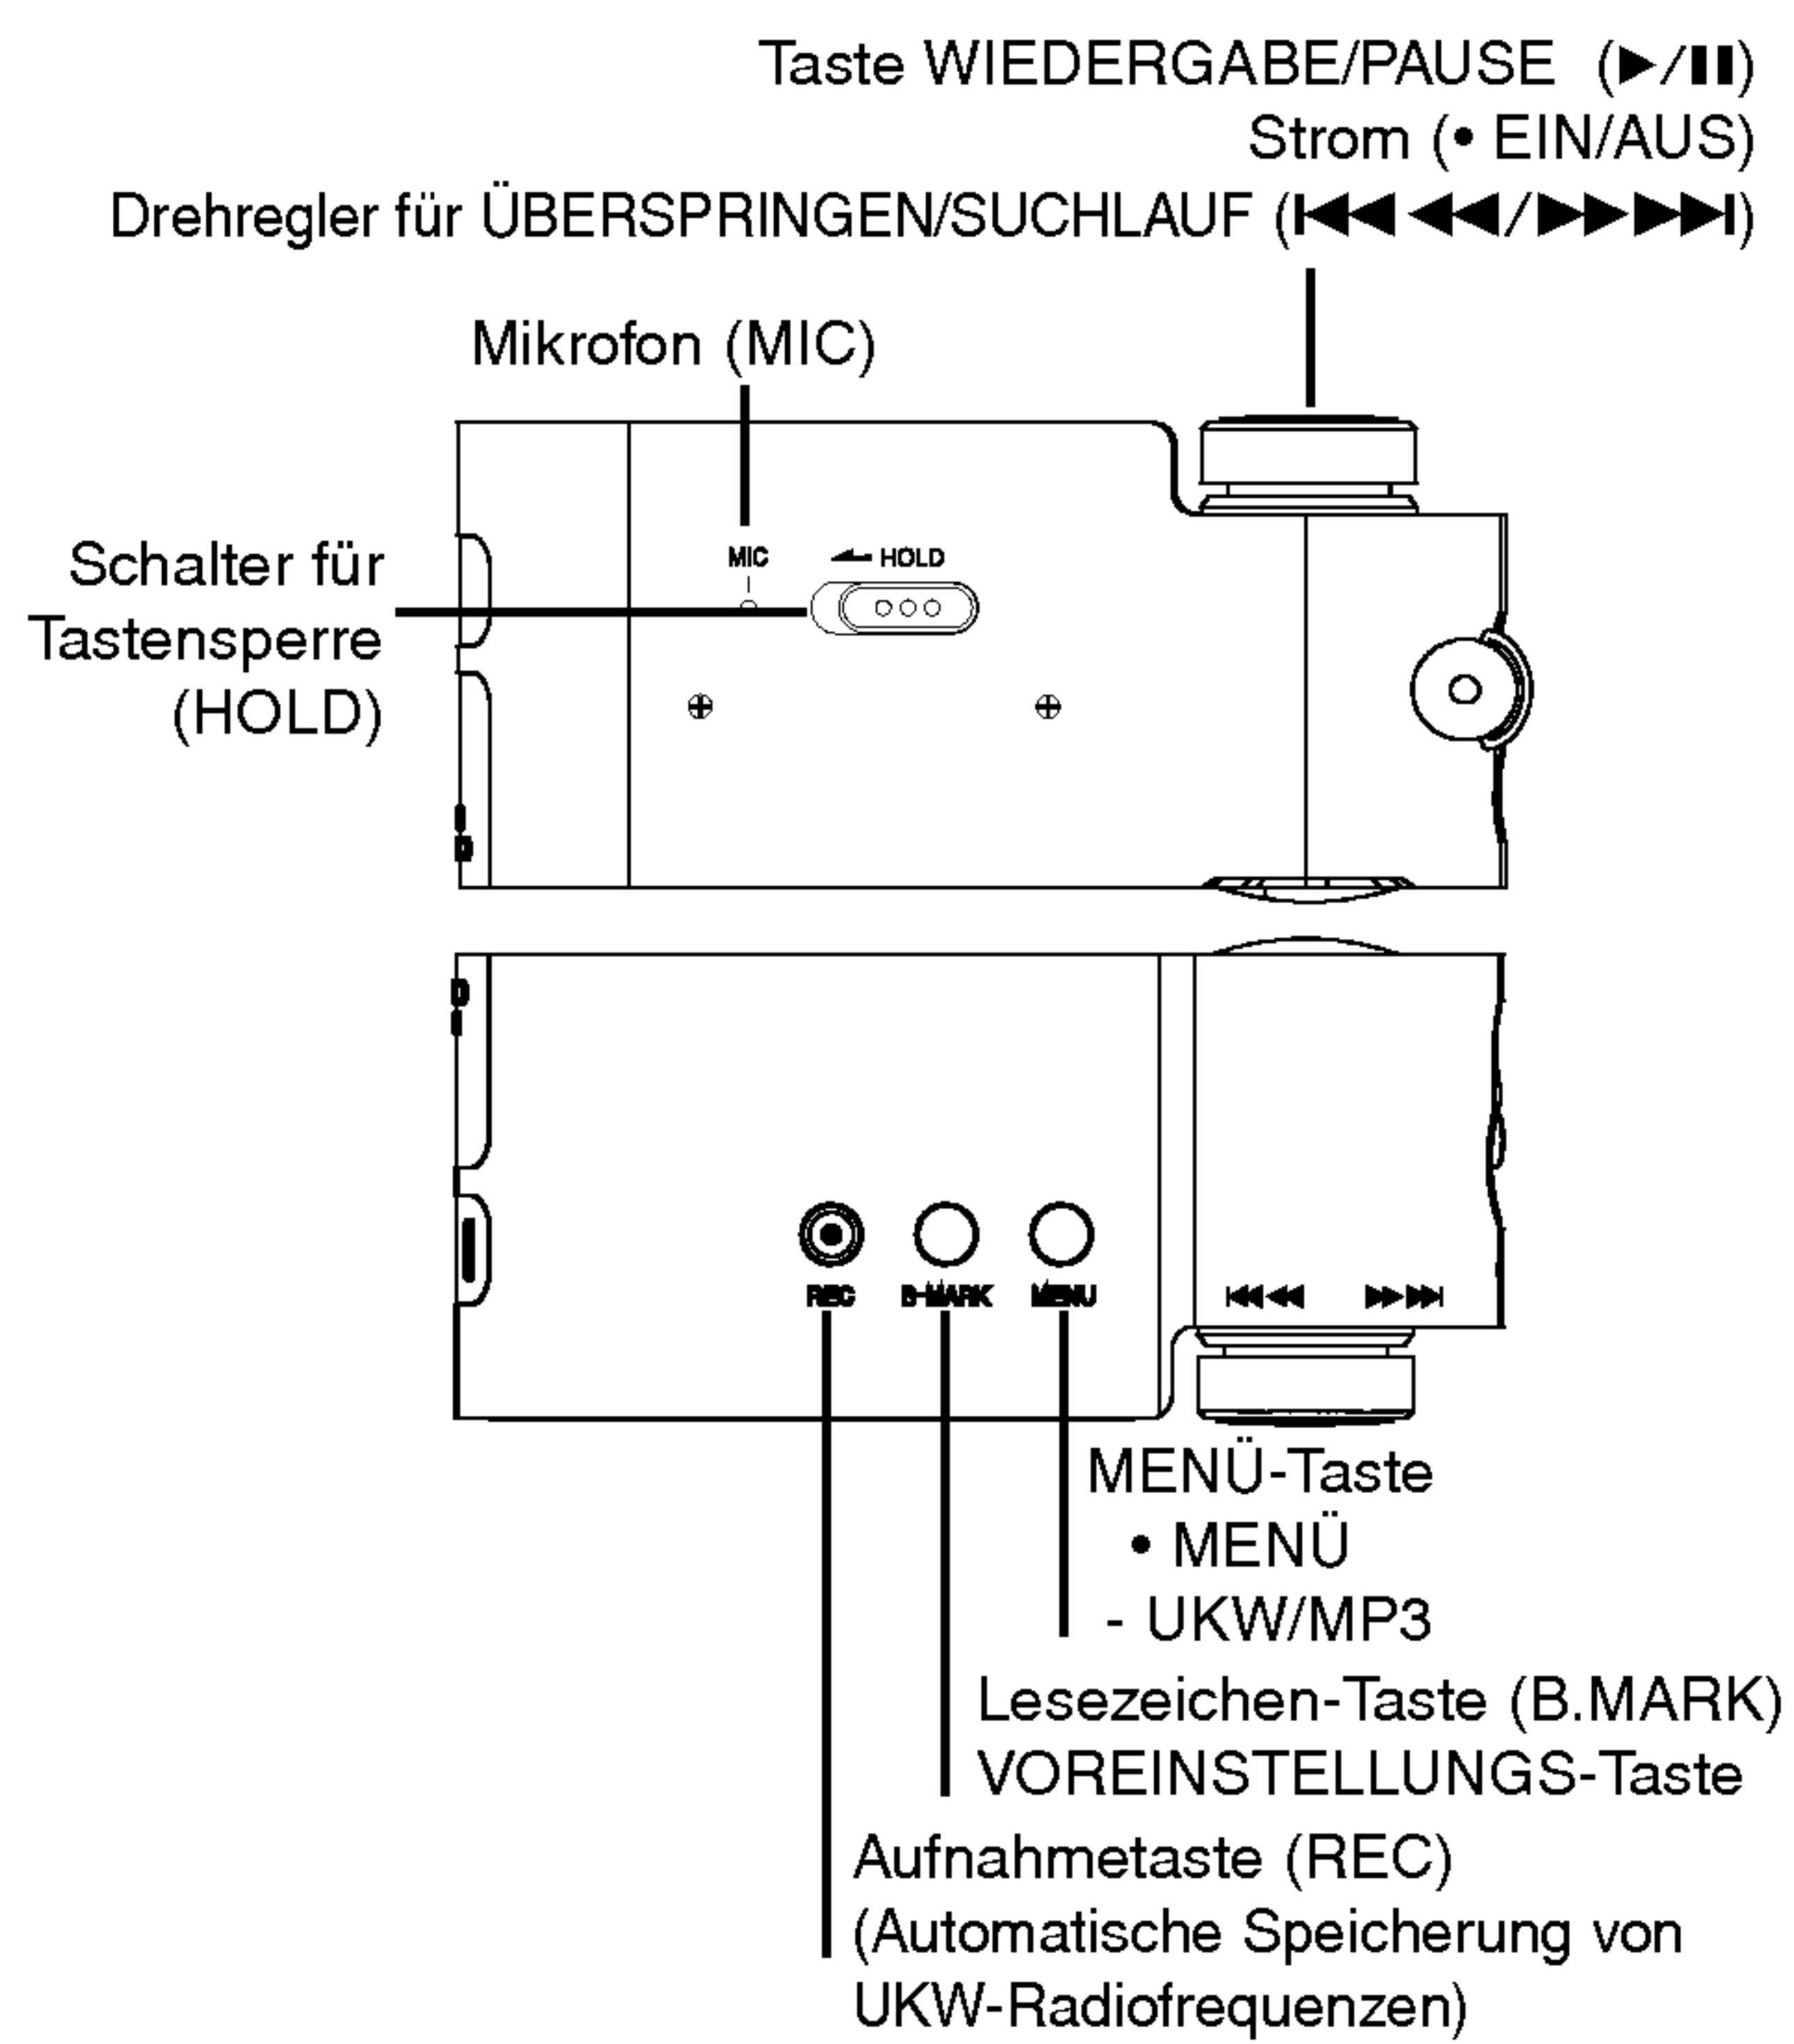 Taste WIEDERGABE/PAUSE (▶/▮▮)
Strom (• EIN/AUS)
Drehregler für ÜBERSPRINGEN/SUCHLAUF (I◀◀ ◀◀/▶▶ ▶▶I)
Mikrofon (MIC)
Schalter für
Tastensperre
(HOLD)
MIC
HOLD
REC
B-MARK
MENU
I◀◀ ◀◀ ▶▶ ▶▶I
MENÜ-Taste
• MENÜ
- UKW/MP3
Lesezeichen-Taste (B.MARK)
VOREINSTELLUNGS-Taste
Aufnahmetaste (REC)
(Automatische Speicherung von
UKW-Radiofrequenzen)